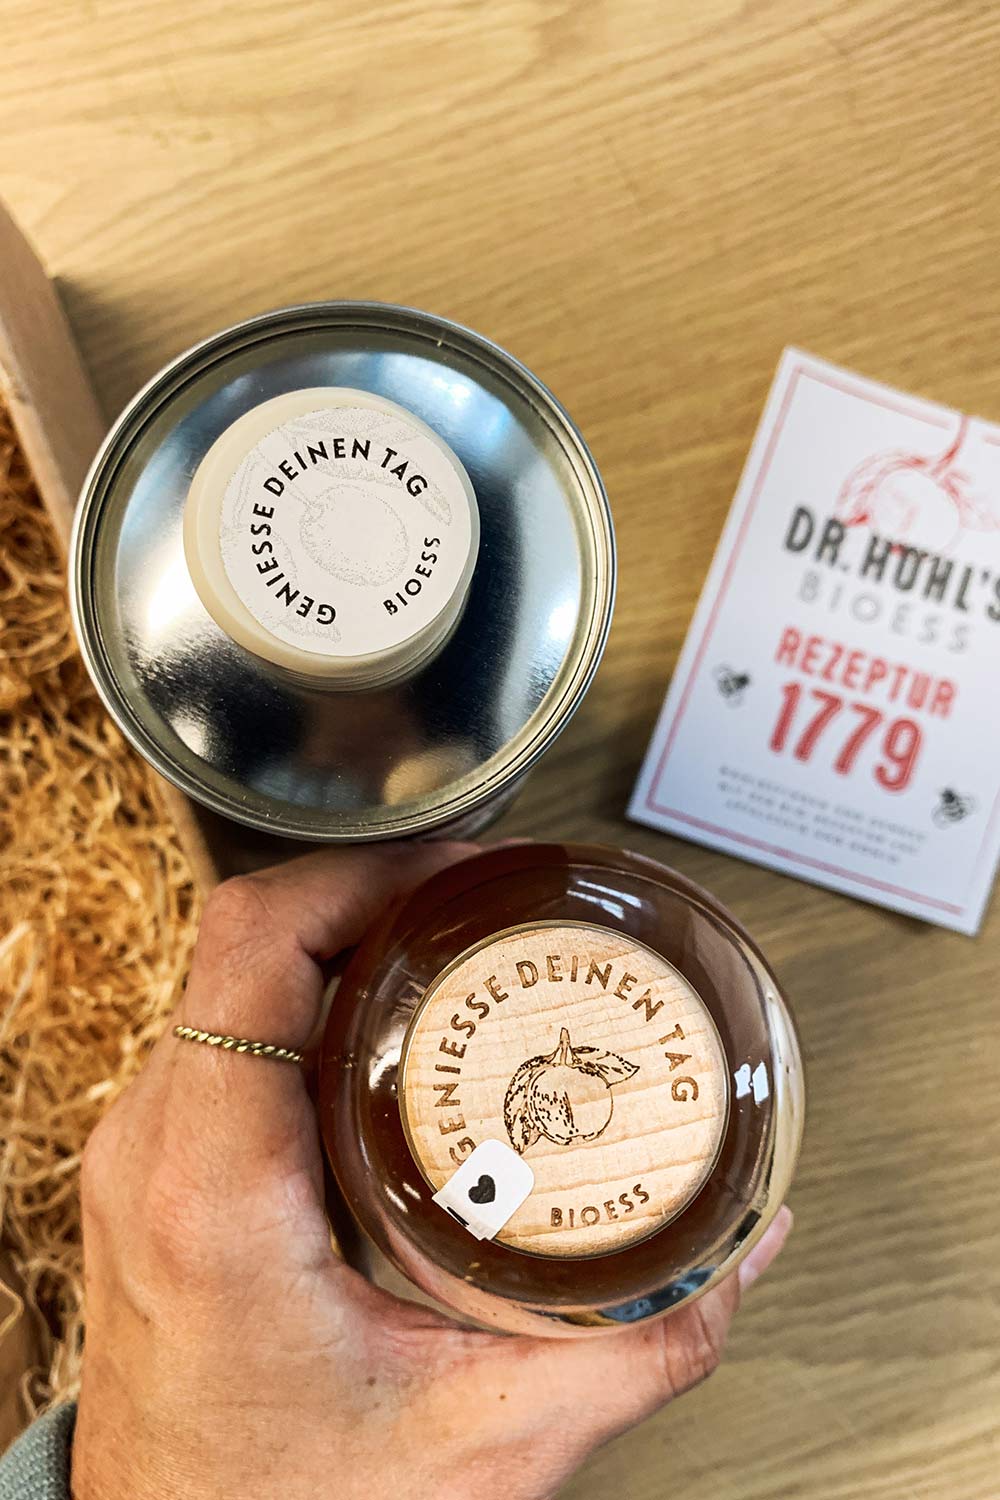 GENIESSE DEINEN TAG
BIOESS
DR. HÖHL'S
BIOESS
REZEPTUR
1779
GENIESSE DEINEN TAG
BIOESS